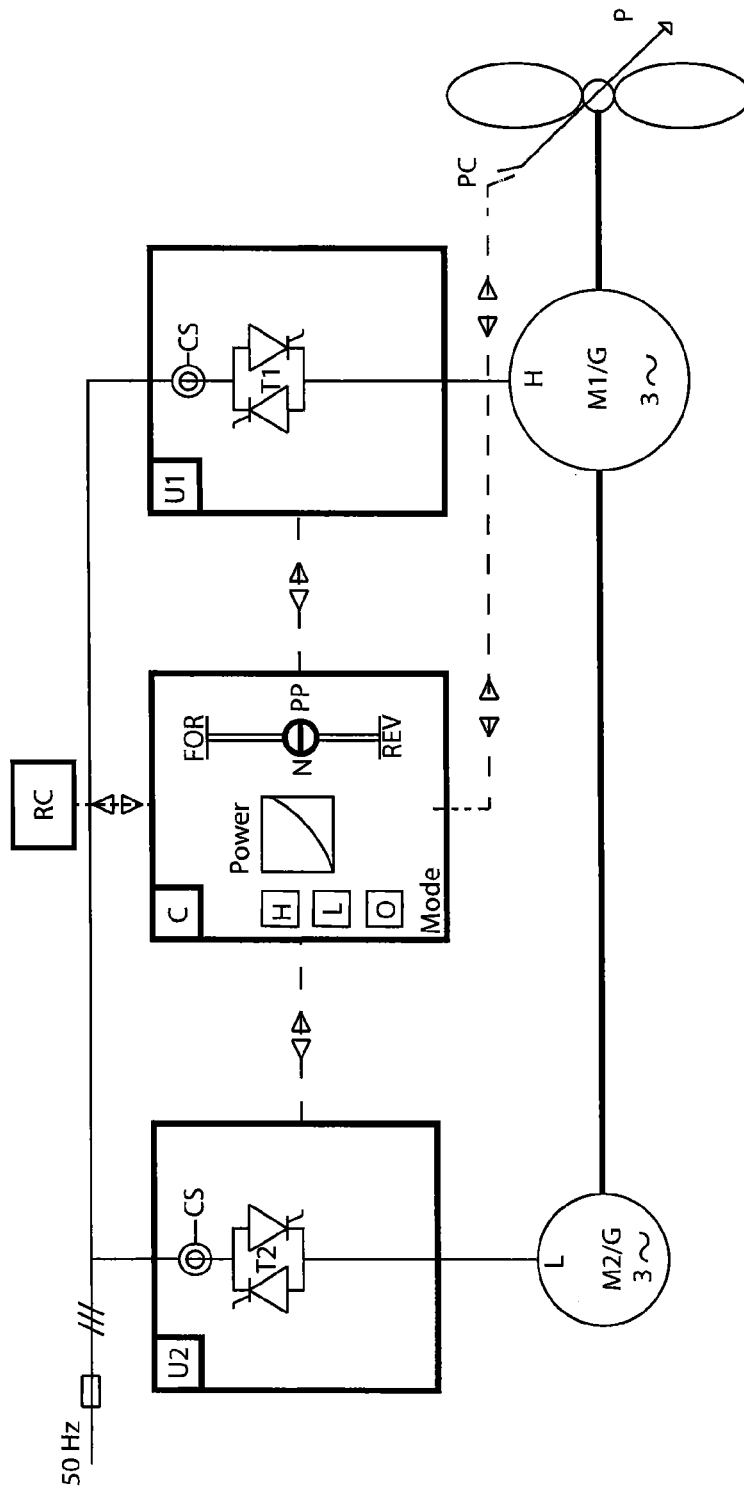 RC
50 Hz
U2
CS
T2
C
Power
FOR
H
L
O
N
PP
Mode
REV
U1
CS
T1
PC
P
L
M2/G
3~
H
M1/G
3~